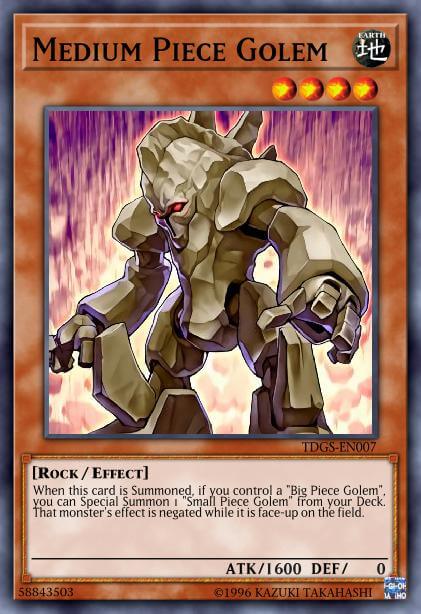 MEDIUM PIECE GOLEM
EARTH
地
TDGS-EN007
[ROCK / EFFECT]
When this card is Summoned, if you control a "Big Piece Golem",
you can Special Summon 1 "Small Piece Golem" from your Deck.
That monster's effect is negated while it is face-up on the field.
ATK/1600 DEF/ 0
58843503
©1996 KAZUKI TAKAHASHI